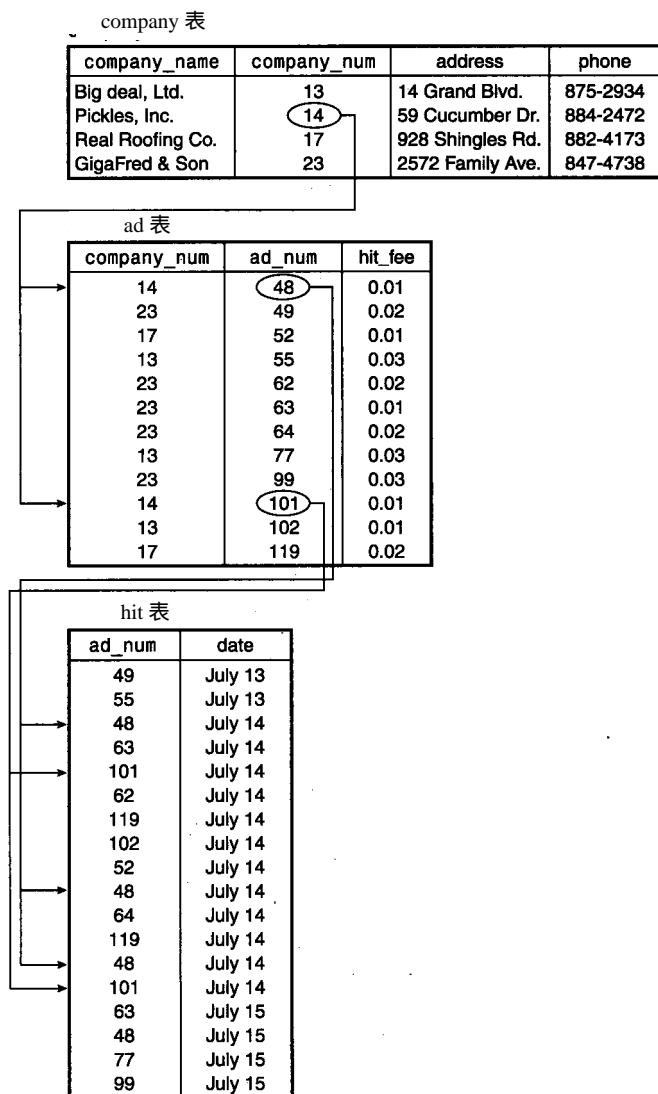 company 表
company_name company_num address phone
Big deal, Ltd. 13 14 Grand Blvd. 875-2934
Pickles, Inc. 14 59 Cucumber Dr. 884-2472
Real Roofing Co. 17 928 Shingles Rd. 882-4173
GigaFred & Son 23 2572 Family Ave. 847-4738
ad 表
company_num ad_num hit_fee
14 48 0.01
23 49 0.02
17 52 0.01
13 55 0.03
23 62 0.02
23 63 0.01
23 64 0.02
13 77 0.03
23 99 0.03
14 101 0.01
13 102 0.01
17 119 0.02
hit 表
ad_num date
49 July 13
55 July 13
48 July 14
63 July 14
101 July 14
62 July 14
119 July 14
102 July 14
52 July 14
48 July 14
64 July 14
119 July 14
48 July 14
101 July 14
63 July 15
48 July 15
77 July 15
99 July 15